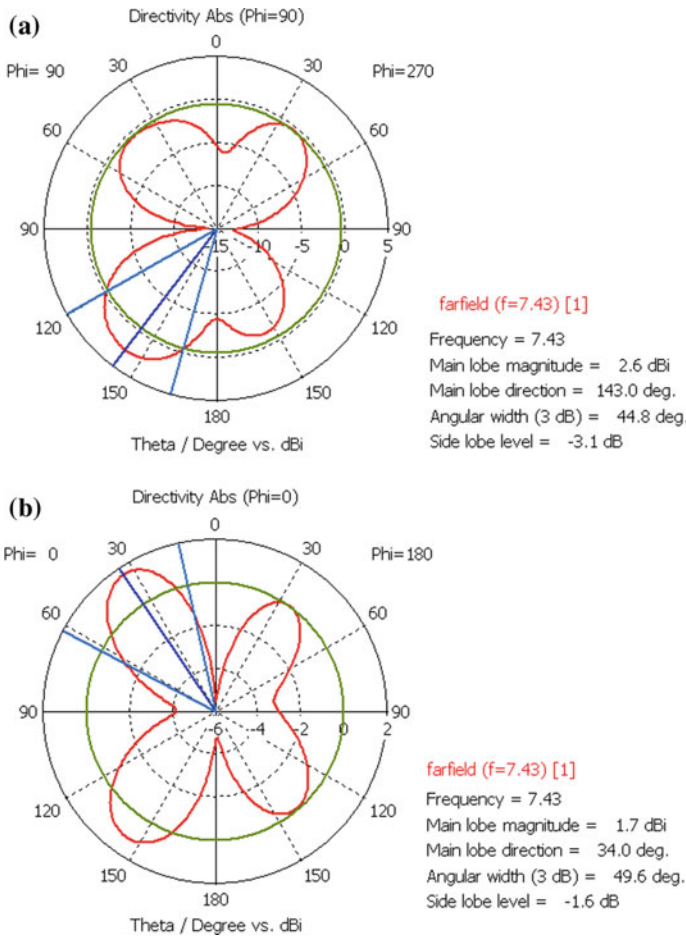 (a)
Directivity Abs (Phi=90)
0
Phi= 90 30 30 Phi=270
60 60
90 -15 -10 -5 0 5 90
120 120
150 150
180
Theta / Degree vs. dBi
farfield (f=7.43) [1]
Frequency = 7.43
Main lobe magnitude = 2.6 dBi
Main lobe direction = 143.0 deg.
Angular width (3 dB) = 44.8 deg.
Side lobe level = -3.1 dB
(b)
Directivity Abs (Phi=0)
0
Phi= 0 30 30 Phi=180
60 60
90 -6 -4 -2 0 2 90
120 120
150 150
180
Theta / Degree vs. dBi
farfield (f=7.43) [1]
Frequency = 7.43
Main lobe magnitude = 1.7 dBi
Main lobe direction = 34.0 deg.
Angular width (3 dB) = 49.6 deg.
Side lobe level = -1.6 dB